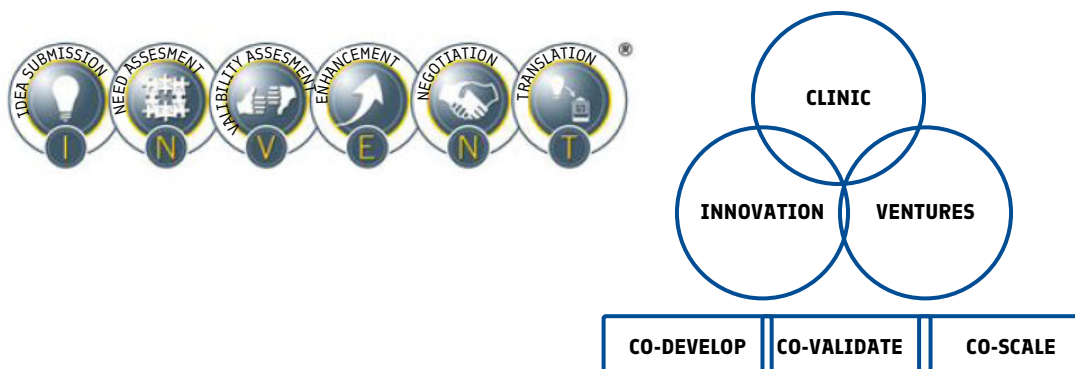 IDEA SUBMISSION
NEED ASSESMENT
VALIBILITY ASSESMENT
ENHANCEMENT
NEGOTIATION
TRANSLATION
®
I N V E N T
CLINIC
INNOVATION VENTURES
CO-DEVELOP CO-VALIDATE CO-SCALE